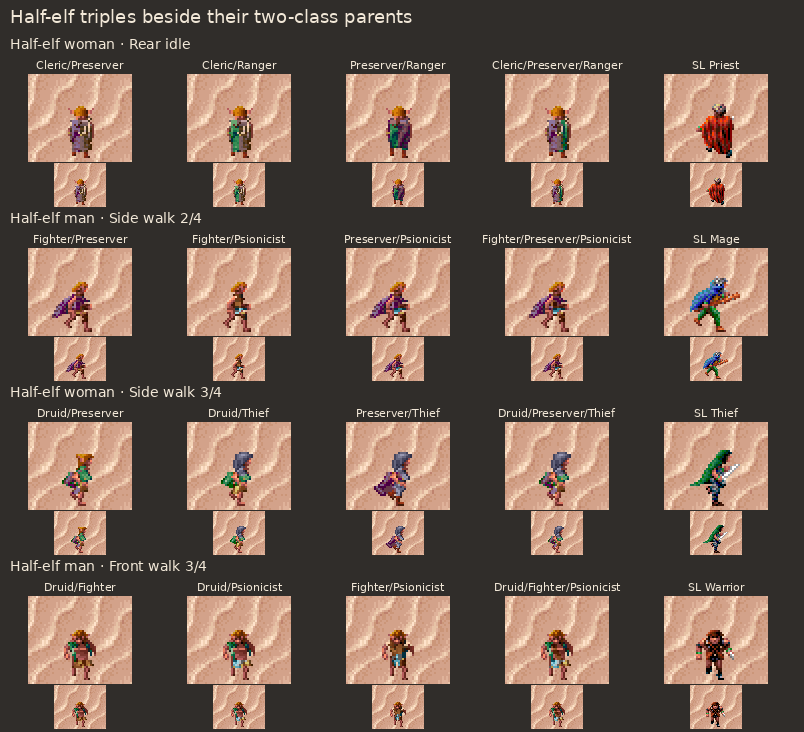 Half-elf triples beside their two-class parents
Half-elf woman · Rear idle
Cleric/Preserver Cleric/Ranger Preserver/Ranger Cleric/Preserver/Ranger SL Priest
Half-elf man · Side walk 2/4
Fighter/Preserver Fighter/Psionicist Preserver/Psionicist Fighter/Preserver/Psionicist SL Mage
Half-elf woman · Side walk 3/4
Druid/Preserver Druid/Thief Preserver/Thief Druid/Preserver/Thief SL Thief
Half-elf man · Front walk 3/4
Druid/Fighter Druid/Psionicist Fighter/Psionicist Druid/Fighter/Psionicist SL Warrior